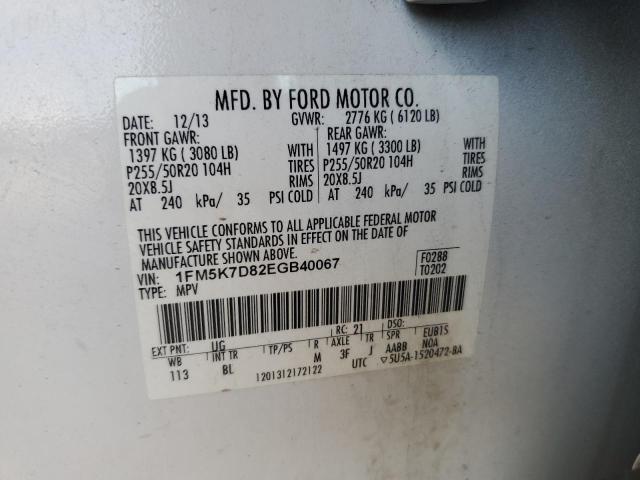 MFD. BY FORD MOTOR CO.
DATE: 12/13 GVWR: 2776 KG ( 6120 LB)
FRONT GAWR: REAR GAWR:
1397 KG ( 3080 LB) WITH 1497 KG ( 3300 LB) WITH
P255/50R20 104H TIRES P255/50R20 104H TIRES
20X8.5J RIMS 20X8.5J RIMS
AT 240 kPa/ 35 PSI COLD AT 240 kPa/ 35 PSI COLD
THIS VEHICLE CONFORMS TO ALL APPLICABLE FEDERAL MOTOR
VEHICLE SAFETY STANDARDS IN EFFECT ON THE DATE OF
MANUFACTURE SHOWN ABOVE.
VIN: 1FM5K7D82EGB40067 F0288
TYPE: MPV T0202
EXT PNT: UG RC: 21 DSO:
WB INT TR TP/PS R AXLE TR SPR EUB1S
113 BL M 3F J AABB NOA
1201312172122 UTC ▽5U5A-1520472-BA